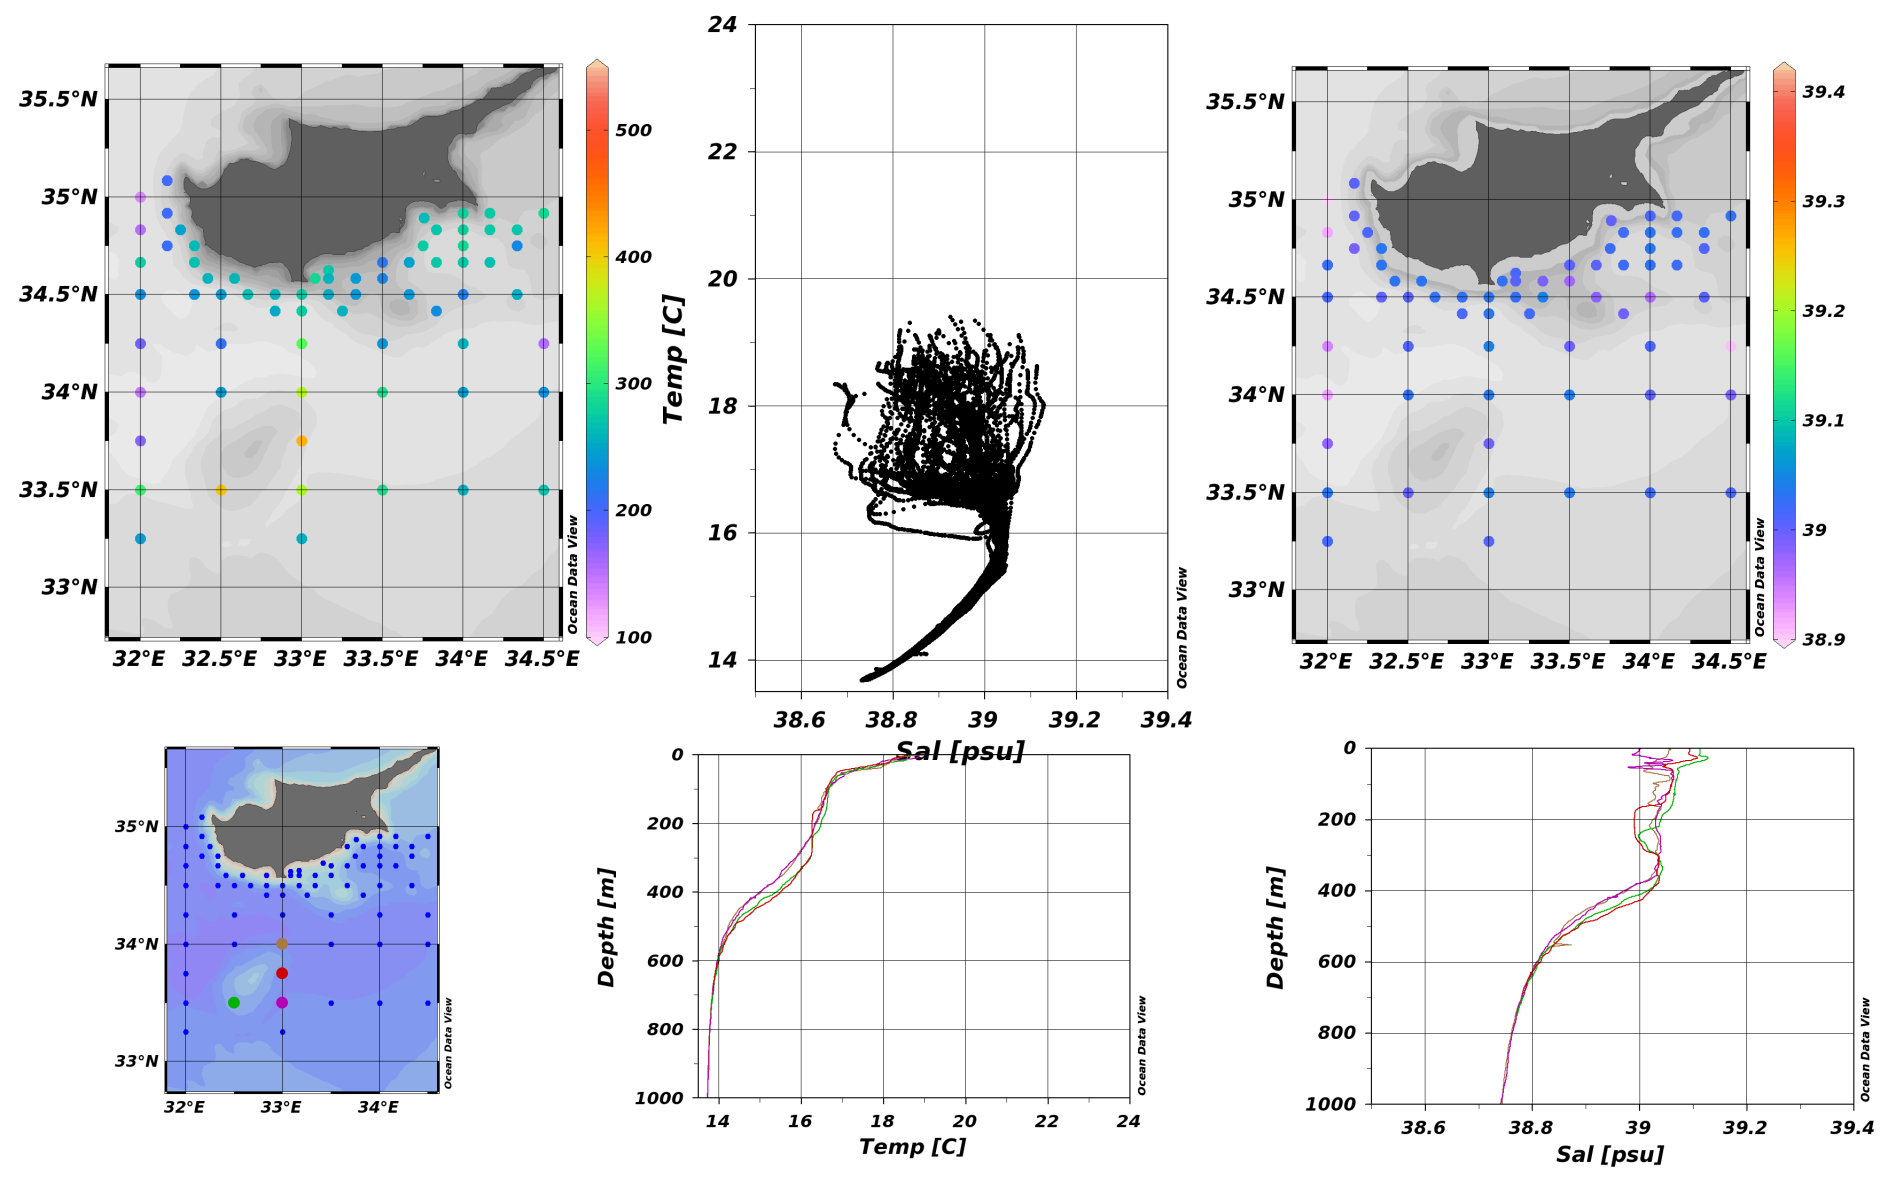 35.5°N
35°N
34.5°N
34°N
33.5°N
33°N
32°E 32.5°E 33°E 33.5°E 34°E 34.5°E
Ocean Data View
500
400
300
200
100
24
22
20
18
16
14
Temp [C]
38.6 38.8 39 39.2 39.4
Sal [psu]
Ocean Data View
35.5°N
35°N
34.5°N
34°N
33.5°N
33°N
32°E 32.5°E 33°E 33.5°E 34°E 34.5°E
Ocean Data View
39.4
39.3
39.2
39.1
39
38.9
35°N
34°N
33°N
32°E 33°E 34°E
Ocean Data View
0
200
400
600
800
1000
Depth [m]
14 16 18 20 22 24
Temp [C]
Ocean Data View
0
200
400
600
800
1000
Depth [m]
38.6 38.8 39 39.2 39.4
Sal [psu]
Ocean Data View